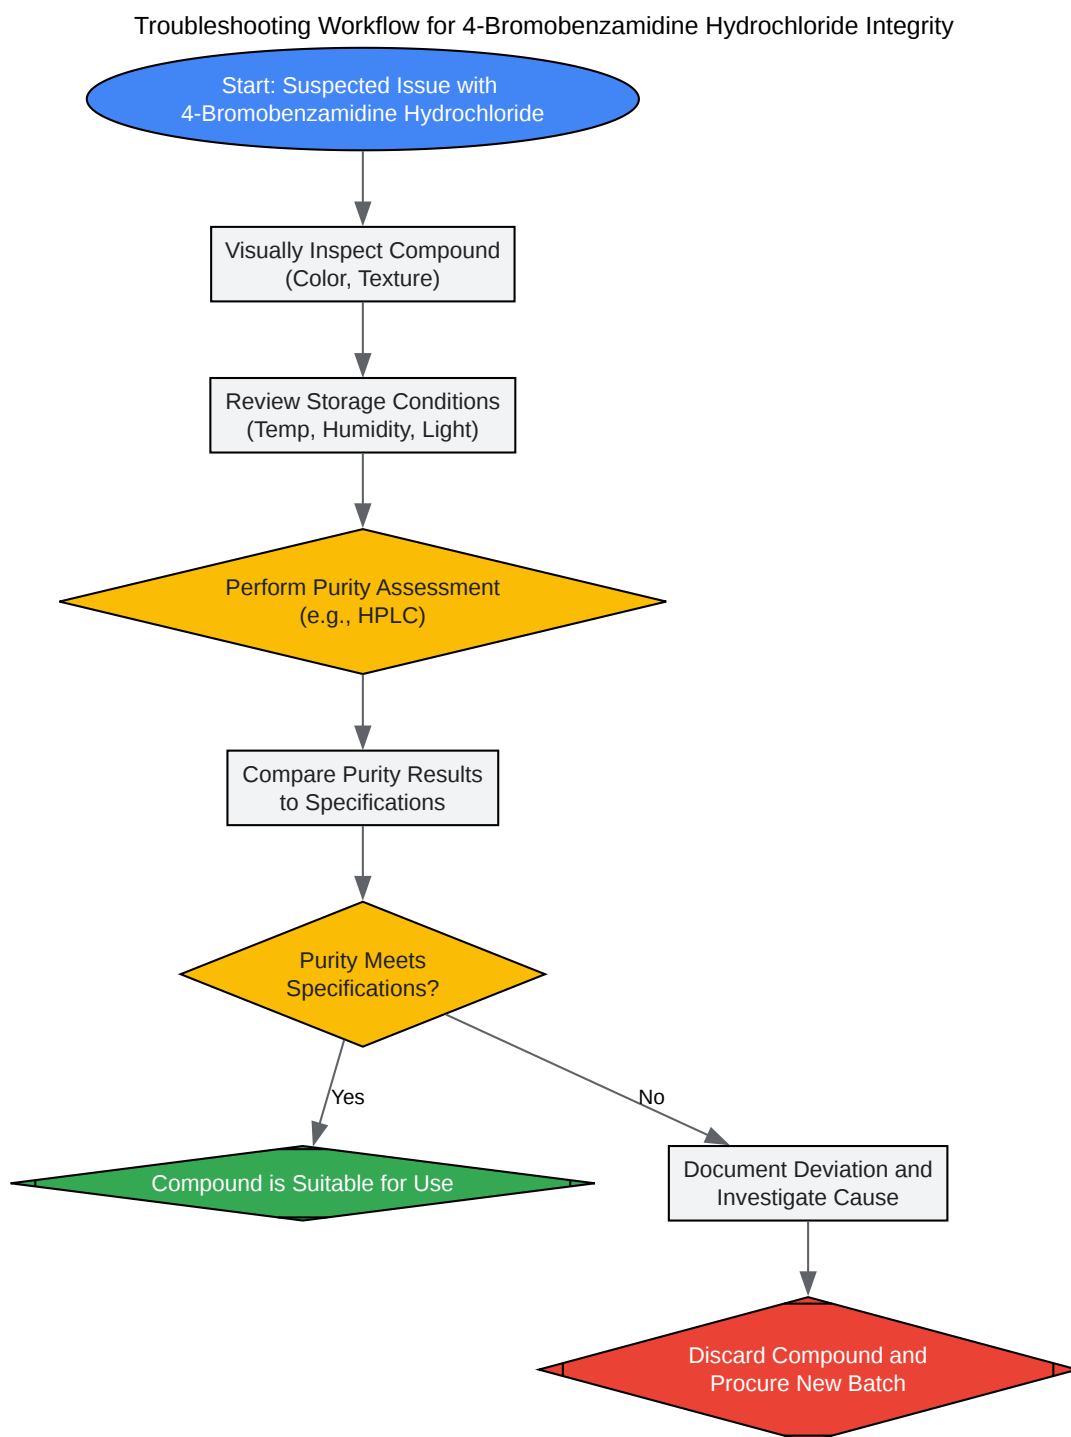 Troubleshooting Workflow for 4-Bromobenzamidine Hydrochloride Integrity
Start: Suspected Issue with
4-Bromobenzamidine Hydrochloride
Visually Inspect Compound
(Color, Texture)
Review Storage Conditions
(Temp, Humidity, Light)
Perform Purity Assessment
(e.g., HPLC)
Compare Purity Results
to Specifications
Purity Meets
Specifications?
Yes
No
Compound is Suitable for Use
Document Deviation and
Investigate Cause
Discard Compound and
Procure New Batch